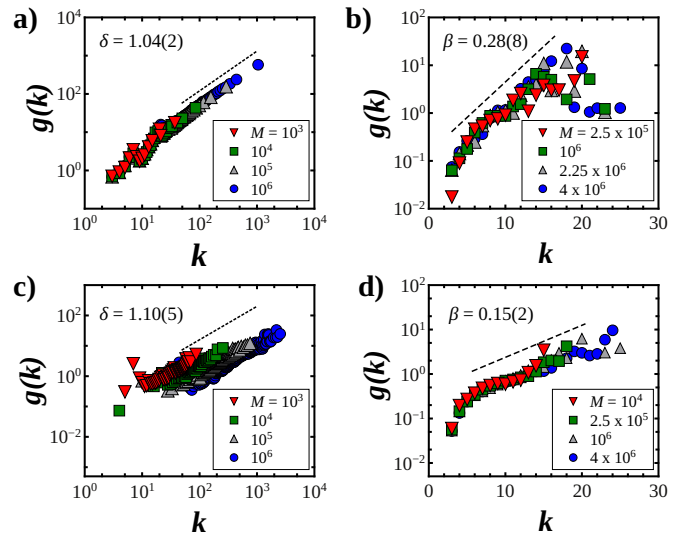 a)
δ = 1.04(2)
g(k)
10⁴
10²
10⁰
M = 10³
10⁴
10⁵
10⁶
10⁰ 10¹ 10² 10³ 10⁴
k
b)
β = 0.28(8)
g(k)
10²
10¹
10⁰
10⁻¹
10⁻²
M = 2.5 x 10⁵
10⁶
2.25 x 10⁶
4 x 10⁶
0 10 20 30
k
c)
δ = 1.10(5)
g(k)
10²
10⁰
10⁻²
M = 10³
10⁴
10⁵
10⁶
10⁰ 10¹ 10² 10³ 10⁴
k
d)
β = 0.15(2)
g(k)
10²
10¹
10⁰
10⁻¹
10⁻²
M = 10⁴
2.5 x 10⁵
10⁶
4 x 10⁶
0 10 20 30
k